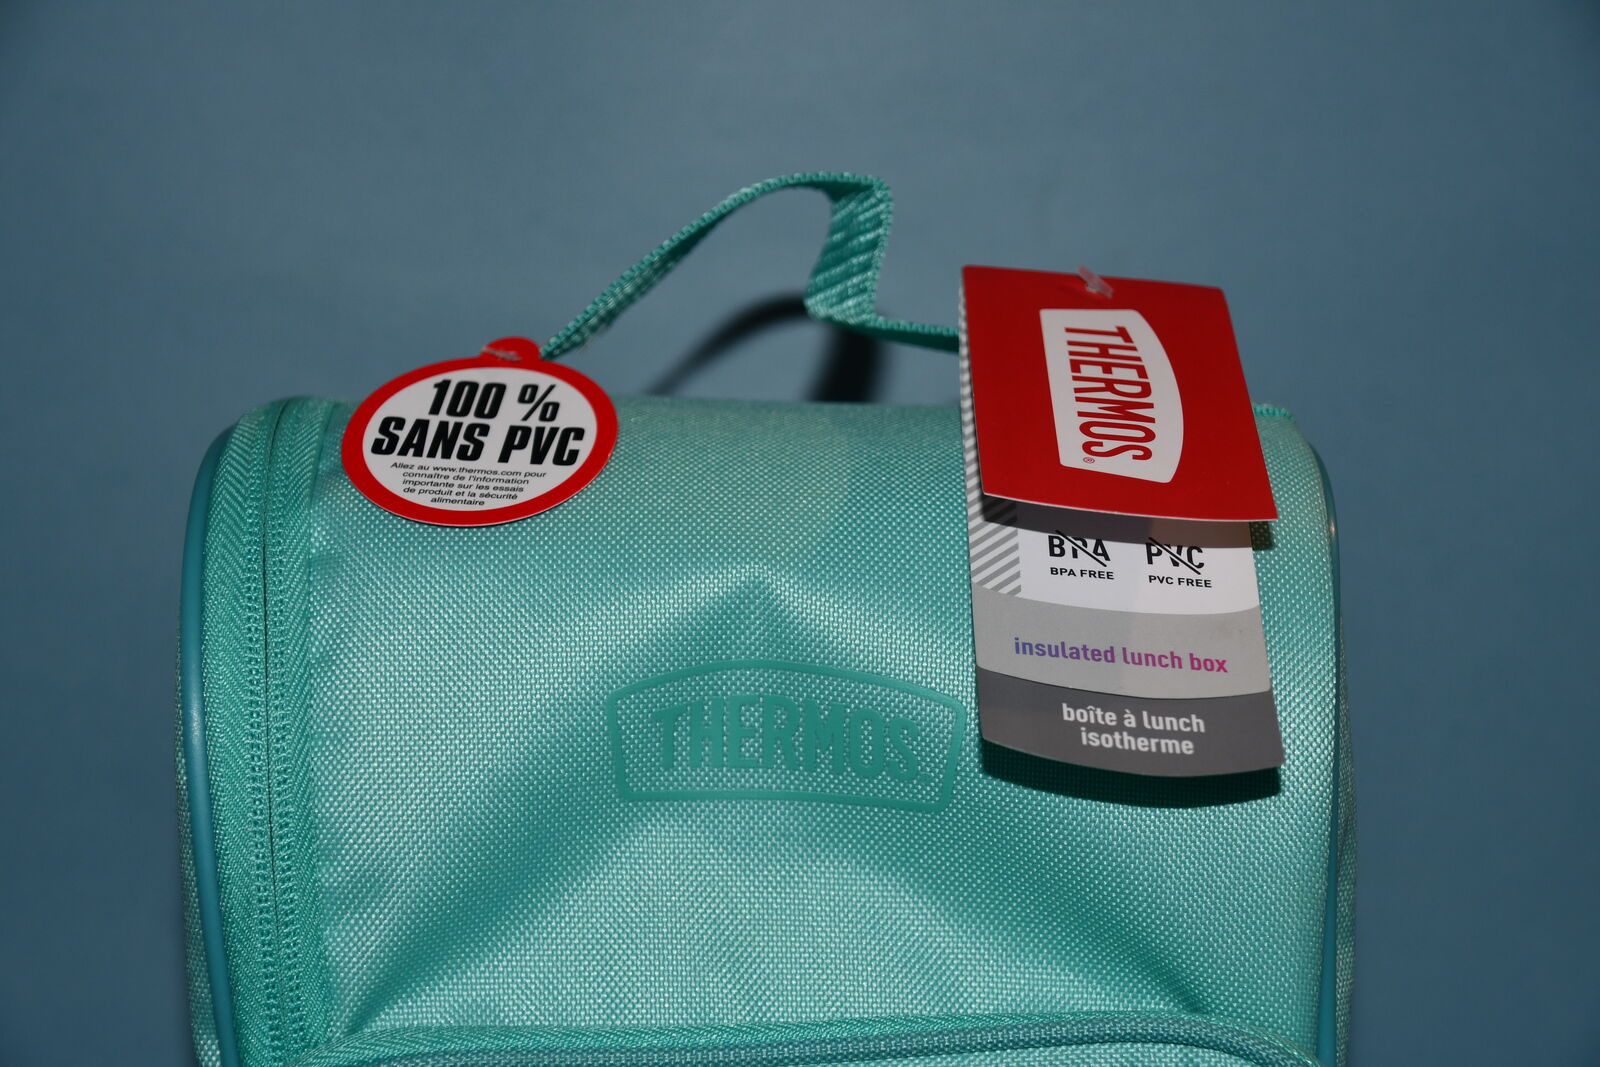 100 %
SANS PVC
Allez au www.thermos.com pour
connaître de l'information
importante sur les essais
de produit et la sécurité
alimentaire
THERMOS®
BPA
BPA FREE
PVC
PVC FREE
insulated lunch box
boîte à lunch
isotherme
THERMOS